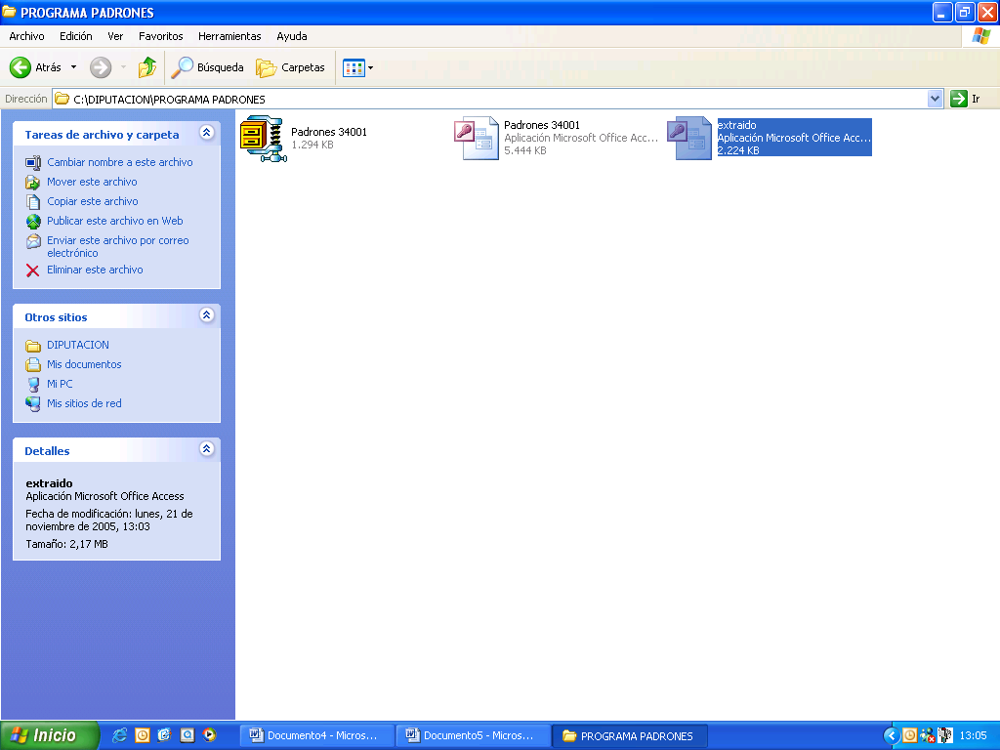 PROGRAMA PADRONES
Archivo Edición Ver Favoritos Herramientas Ayuda
Atrás Búsqueda Carpetas
Dirección C:\DIPUTACION\PROGRAMA PADRONES Ir
Tareas de archivo y carpeta
Cambiar nombre a este archivo
Mover este archivo
Copiar este archivo
Publicar este archivo en Web
Enviar este archivo por correo
electrónico
Eliminar este archivo
Otros sitios
DIPUTACION
Mis documentos
Mi PC
Mis sitios de red
Detalles
extraido
Aplicación Microsoft Office Access
Fecha de modificación: lunes, 21 de
noviembre de 2005, 13:03
Tamaño: 2,17 MB
Padrones 34001
1.294 KB
Padrones 34001
Aplicación Microsoft Office Acc...
5.444 KB
extraido
Aplicación Microsoft Office Acc...
2.224 KB
Inicio Documento4 - Micros... Documento5 - Micros... PROGRAMA PADRONES 13:05